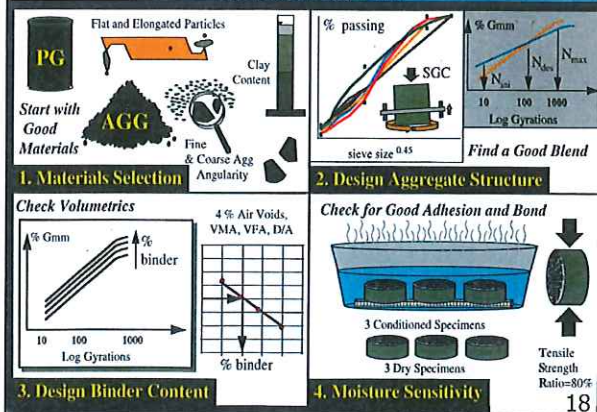 PG
Flat and Elongated Particles
Clay
Content
Start with
Good
Materials
AGG
Fine
& Coarse Agg
Angularity
1. Materials Selection
% passing
SGC
sieve size 0.45
% Gmm
Nini
Ndes
Nmax
10 100 1000
Log Gyrations
Find a Good Blend
2. Design Aggregate Structure
Check Volumetrics
% Gmm
%
binder
10 100 1000
Log Gyrations
4 % Air Voids,
VMA, VFA, D/A
% binder
3. Design Binder Content
Check for Good Adhesion and Bond
3 Conditioned Specimens
3 Dry Specimens
Tensile
Strength
Ratio=80%
4. Moisture Sensitivity
18